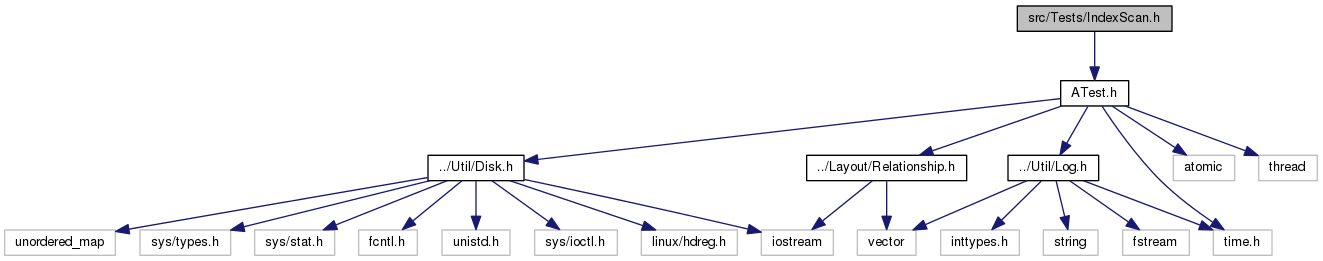 src/Tests/IndexScan.h
ATest.h
../Util/Disk.h
../Layout/Relationship.h
../Util/Log.h
atomic
thread
unordered_map
sys/types.h
sys/stat.h
fcntl.h
unistd.h
sys/ioctl.h
linux/hdreg.h
iostream
vector
inttypes.h
string
fstream
time.h